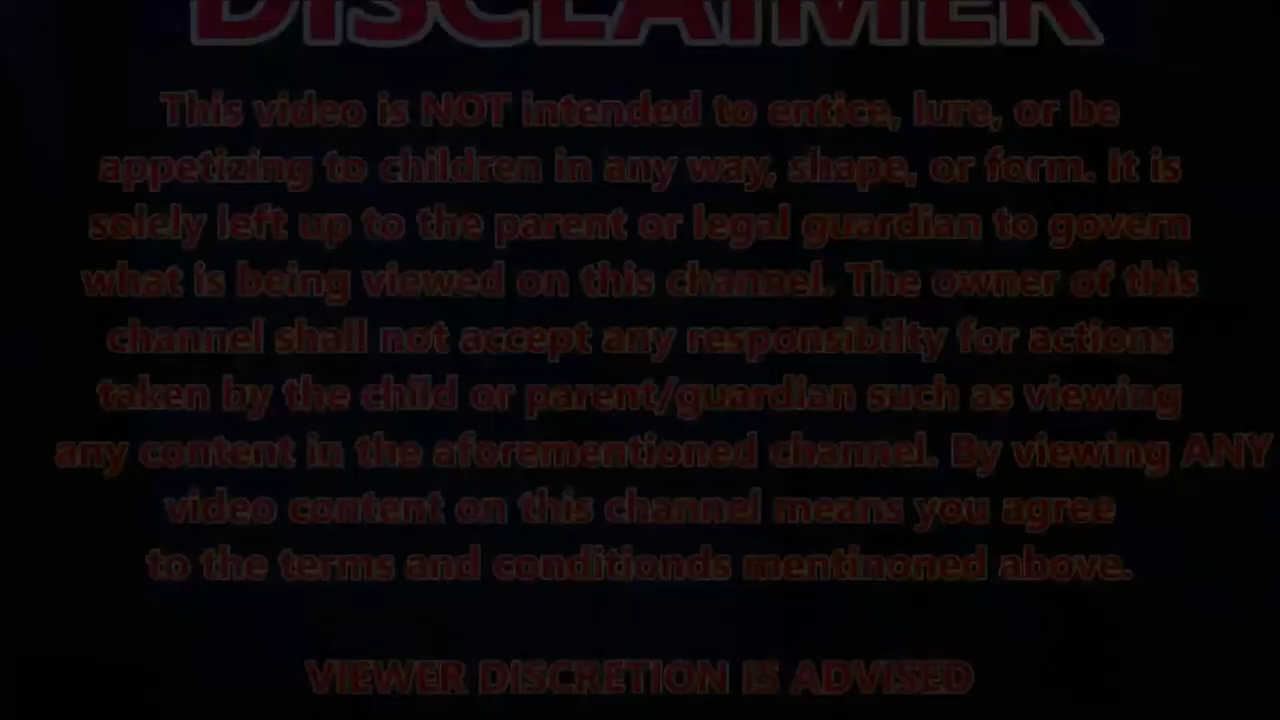 DISCLAIMER
This video is NOT intended to entice, lure, or be
appetizing to children in any way, shape, or form. It is
solely left up to the parent or legal guardian to govern
what is being viewed on this channel. The owner of this
channel shall not accept any responsibilty for actions
taken by the child or parent/guardian such as viewing
any content in the aforementioned channel. By viewing ANY
video content on this channel means you agree
to the terms and conditionds mentinoned above.
VIEWER DISCRETION IS ADVISED